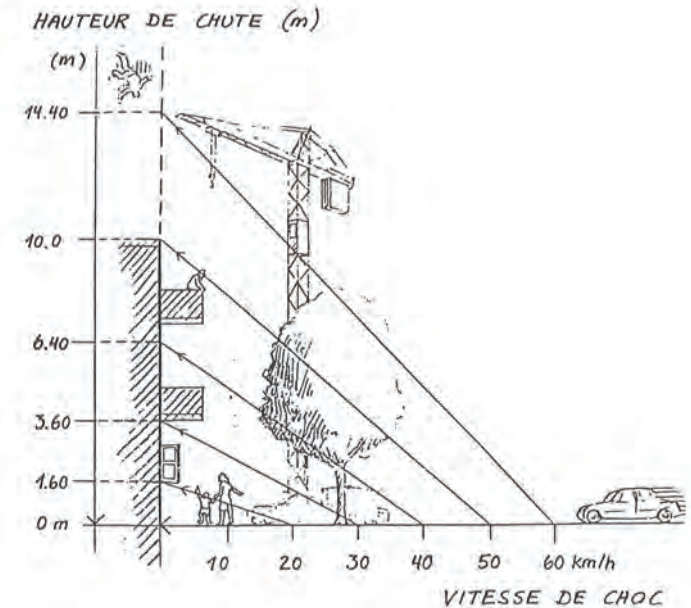 HAUTEUR DE CHUTE (m)
(m)
14.40
10.0
6.40
3.60
1.60
0 m
10 20 30 40 50 60 km/h
VITESSE DE CHOC